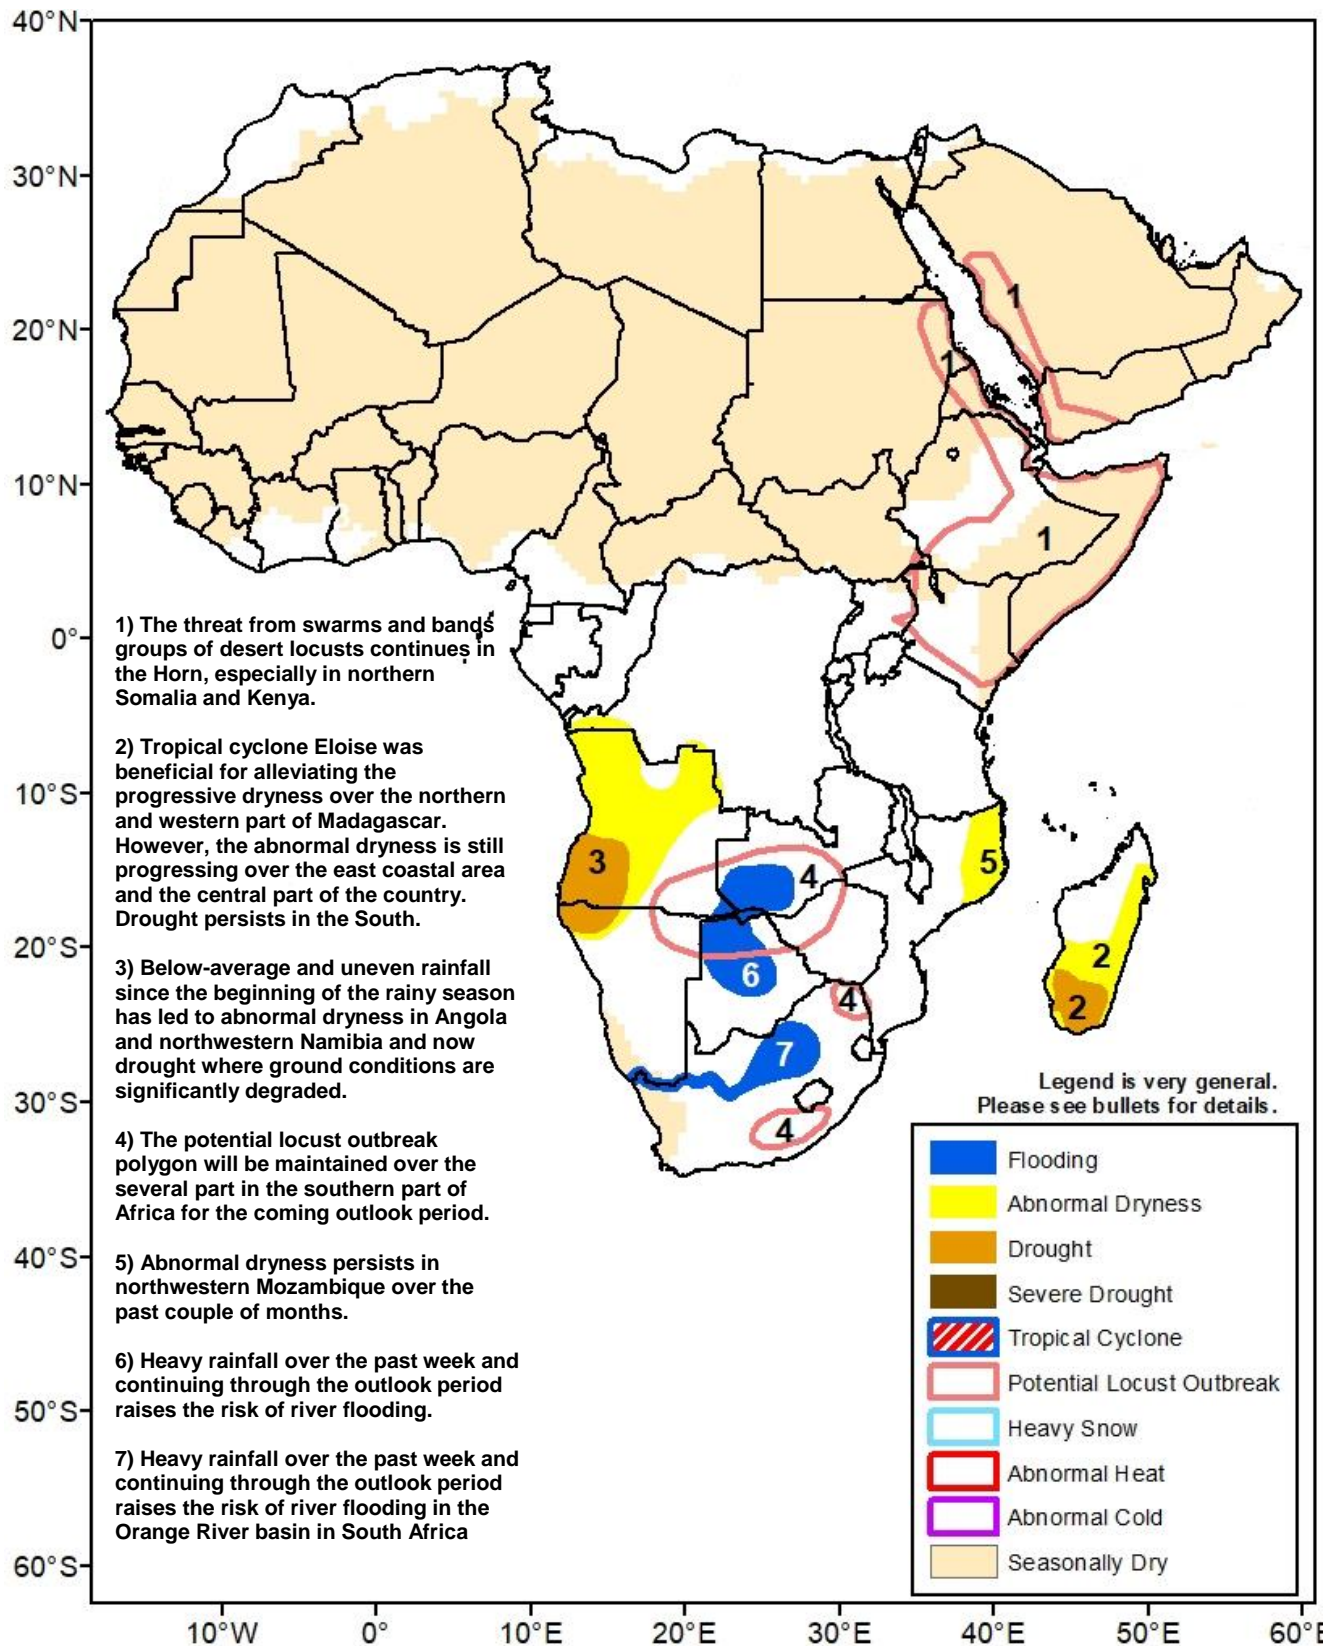 40°N
30°N
20°N
10°N
0°
10°S
20°S
30°S
40°S
50°S
60°S
1
1
1
1) The threat from swarms and bands
groups of desert locusts continues in
the Horn, especially in northern
Somalia and Kenya.
2) Tropical cyclone Eloise was
beneficial for alleviating the
progressive dryness over the northern
and western part of Madagascar.
However, the abnormal dryness is still
progressing over the east coastal area
and the central part of the country.
Drought persists in the South.
3) Below-average and uneven rainfall
since the beginning of the rainy season
has led to abnormal dryness in Angola
and northwestern Namibia and now
drought where ground conditions are
significantly degraded.
4) The potential locust outbreak
polygon will be maintained over the
several part in the southern part of
Africa for the coming outlook period.
5) Abnormal dryness persists in
northwestern Mozambique over the
past couple of months.
6) Heavy rainfall over the past week and
continuing through the outlook period
raises the risk of river flooding.
7) Heavy rainfall over the past week and
continuing through the outlook period
raises the risk of river flooding in the
Orange River basin in South Africa
3
4
5
2
6
4
2
7
4
Legend is very general.
Please see bullets for details.
Flooding
Abnormal Dryness
Drought
Severe Drought
Tropical Cyclone
Potential Locust Outbreak
Heavy Snow
Abnormal Heat
Abnormal Cold
Seasonally Dry
10°W
0°
10°E
20°E
30°E
40°E
50°E
60°E